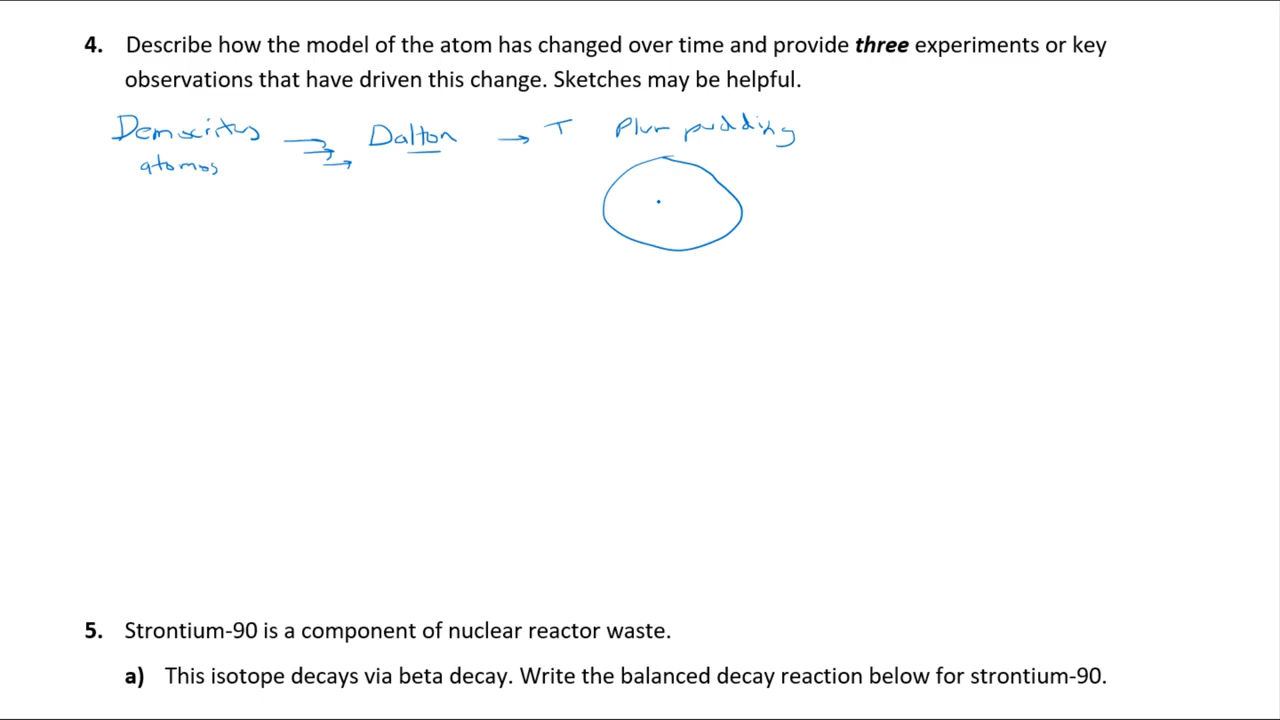 4. Describe how the model of the atom has changed over time and provide three experiments or key
observations that have driven this change. Sketches may be helpful.
Democritus → Dalton → T Plum pudding
atomos
5. Strontium-90 is a component of nuclear reactor waste.
a) This isotope decays via beta decay. Write the balanced decay reaction below for strontium-90.